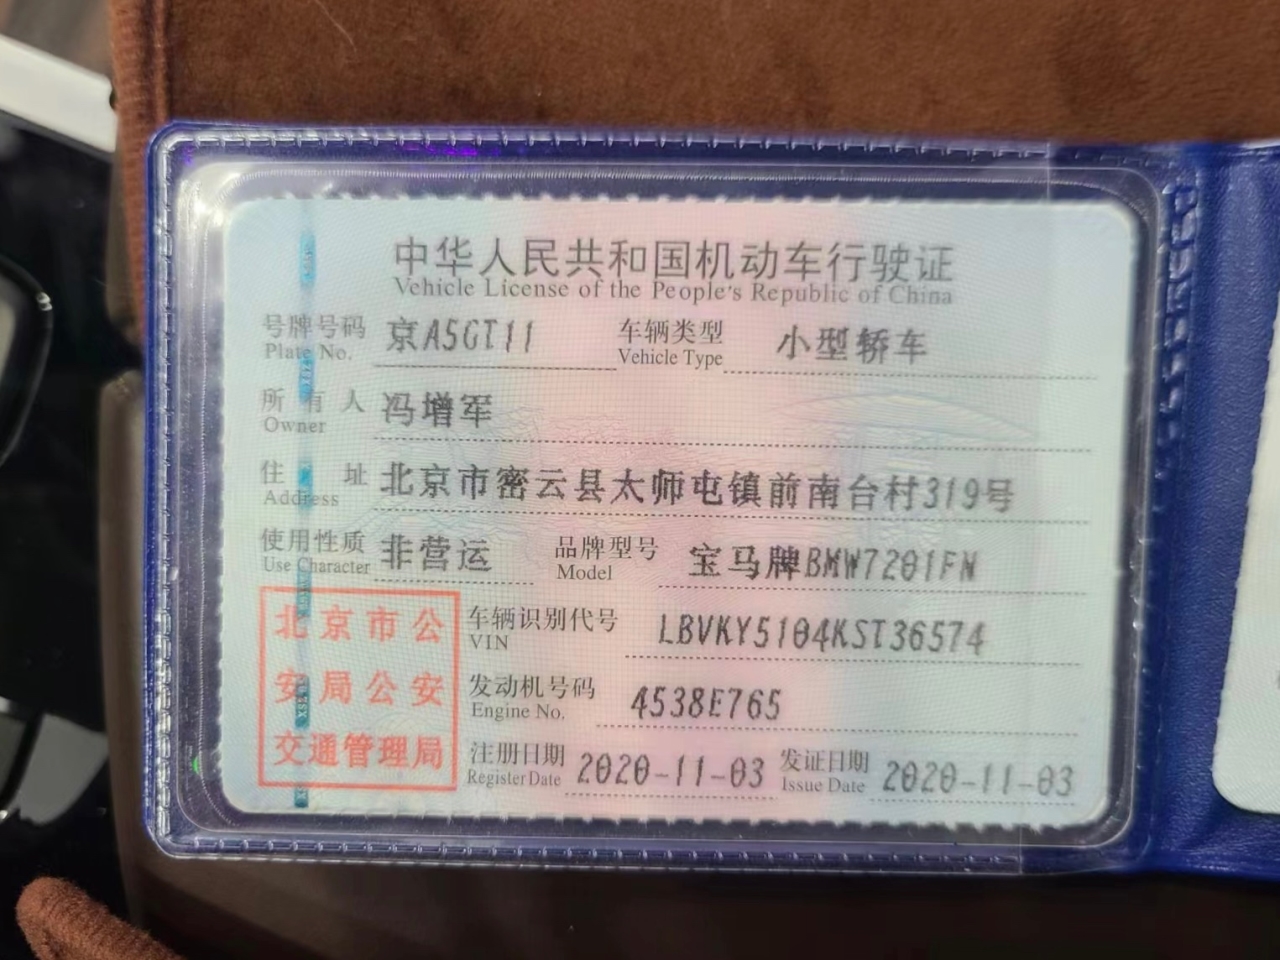 中华人民共和国机动车行驶证
Vehicle License of the People's Republic of China
号牌号码 京A5GT11 车辆类型 小型轿车
Plate No. Vehicle Type
所有人 冯增军
Owner
住址 北京市密云县太师屯镇前南台村319号
Address
使用性质 非营运 品牌型号 宝马牌BMW7201FN
Use Character Model
北京市公
安局公安
交通管理局
车辆识别代号 LBVKY5104KST36574
VIN
发动机号码 4538E765
Engine No.
注册日期 2020-11-03 发证日期 2020-11-03
Register Date Issue Date